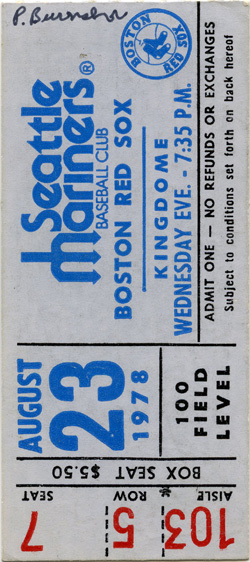 Seattle
Mariners®
BASEBALL CLUB
BOSTON RED SOX
BOSTON
RED SOX
KINGDOME
WEDNESDAY EVE. - 7:35 P.M.
ADMIT ONE — NO REFUNDS OR EXCHANGES
Subject to conditions set forth on back hereof
AUGUST
23
1978
100
FIELD
LEVEL
BOX SEAT $5.50
AISLE ROW SEAT
103 5 7